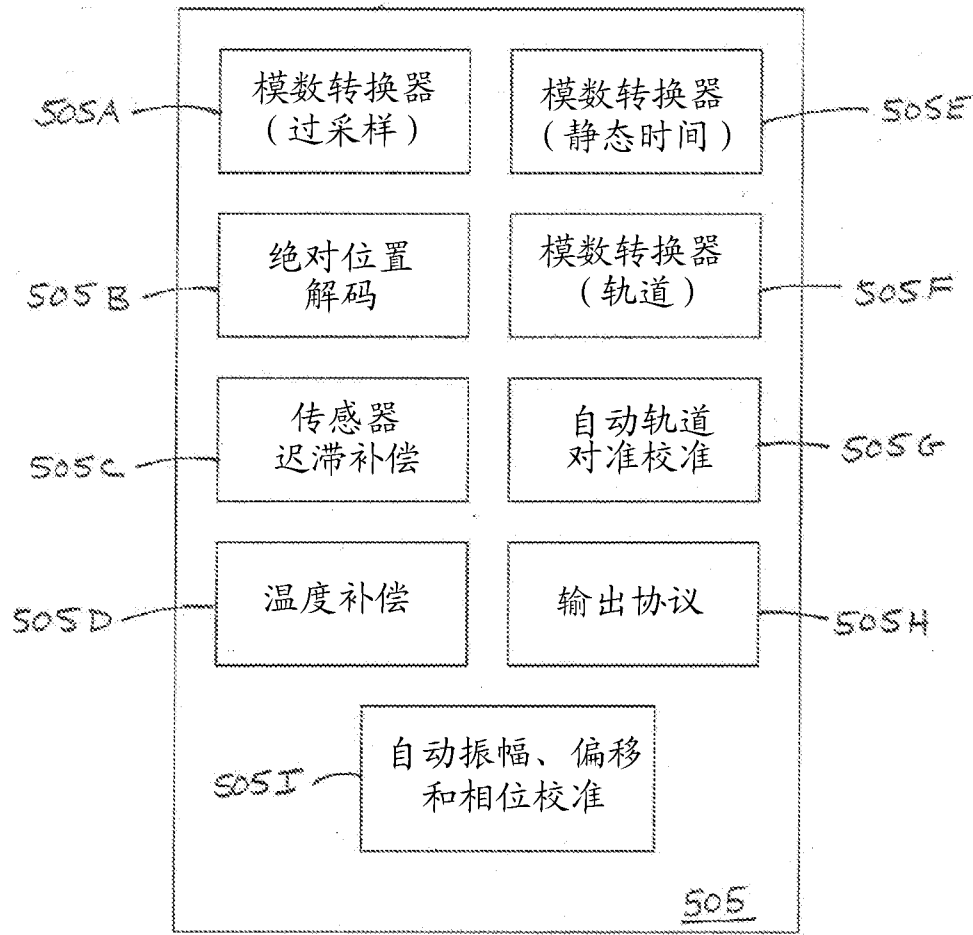 模数转换器
（过采样）
505A
模数转换器
（静态时间）
505E
绝对位置
解码
505B
模数转换器
（轨道）
505F
传感器
迟滞补偿
505C
自动轨道
对准校准
505G
温度补偿
505D
输出协议
505H
自动振幅、偏移
和相位校准
505I
505